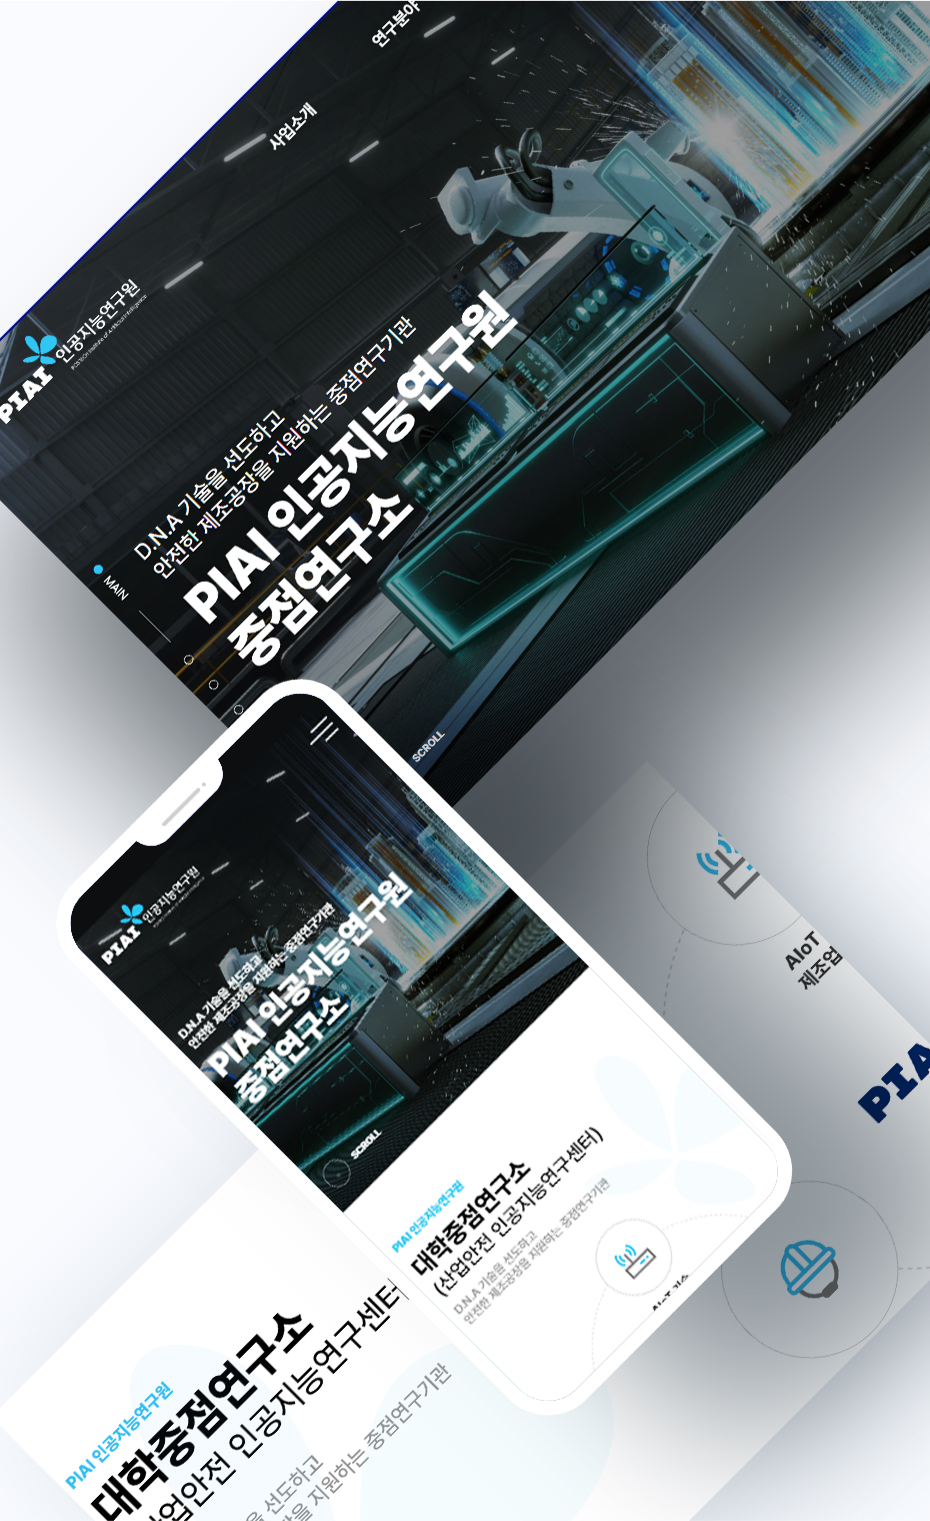 연구분야
사업소개
PIAI 인공지능연구원
POSTECH Institute of Artificial Intelligence
D.N.A 기술을 선도하고
안전한 제조공장을 지원하는 중점연구기관
PIAI 인공지능연구원
중점연구소
MAIN
SCROLL
PIAI 인공지능연구원
D.N.A 기술을 선도하고
안전한 제조공장을 지원하는 중점연구기관
PIAI 인공지능연구원
중점연구소
SCROLL
PIAI 인공지능연구원
대학중점연구소
(산업안전 인공지능연구센터)
D.N.A 기술을 선도하고
안전한 제조공장을 지원하는 중점연구기관
AIoT 기술
AIoT
제조업
PIA
PIAI 인공지능연구원
대학중점연구소
업안전 인공지능연구센터
을 선도하고
을 지원하는 중점연구기관